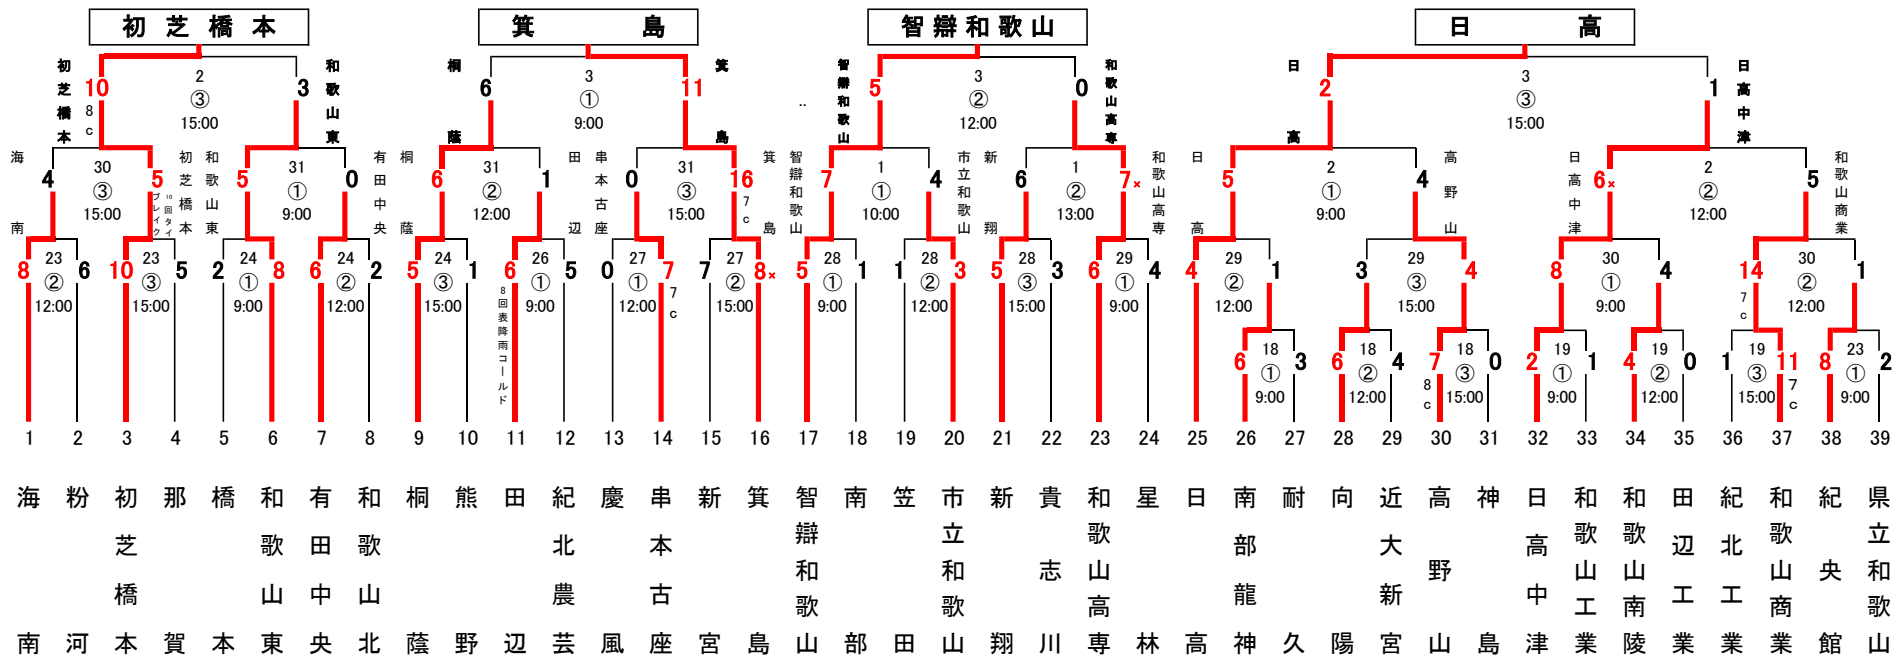 初芝橋本 箕島 智辯和歌山 日高
初芝橋本 和歌山東 桐蔭 箕島 智辯和歌山 和歌山高専 日高 日高中津
2 3 3 3
10 3 6 11 5 0 2 1
8c ③ ① ② ③
15:00 9:00 12:00 15:00
海南 初芝橋本 和歌山東 有田中央 桐蔭 田辺 串本古座 箕島 智辯和歌山 市立和歌山 新翔 和歌山高専 日高 高野山 日高中津 和歌山商業
30 31 31 31 1 1 2 2
4 5 5 0 6 1 0 16 7 4 6 7× 5 4 6× 5
③ ① ② ③ ① ② ① ②
10回タイブレイク 7c
15:00 9:00 12:00 15:00 10:00 13:00 9:00 12:00
23 23 24 24 24 26 27 27 28 28 28 29 29 29 30 30
8 6 10 5 2 8 6 2 5 1 6 5 0 7 7 8× 5 1 1 3 5 3 6 4 4 1 3 4 8 4 14 1
② ③ ① ② ③ ① ① ② ① ② ③ ① ② ③ ① ②
12:00 15:00 9:00 12:00 15:00 9:00 12:00 15:00 9:00 12:00 15:00 9:00 12:00 15:00 9:00 12:00
8回表降雨コールド 7c 7c
18 18 18 19 19 19 23
6 3 6 4 7 0 2 1 4 0 1 11 8 2
① ② ③ ① ② ③ ①
9:00 12:00 15:00 9:00 12:00 15:00 9:00
8c 7c
1 2 3 4 5 6 7 8 9 10 11 12 13 14 15 16 17 18 19 20 21 22 23 24 25 26 27 28 29 30 31 32 33 34 35 36 37 38 39
海南
粉河
初芝橋本
那賀
橋本
和歌山東
有田中央
和歌山北
桐蔭
熊野
田辺
紀北農芸
慶風
串本古座
新宮
箕島
智辯和歌山
南部
笠田
市立和歌山
新翔
貴志川
和歌山高専
星林
日高
南部龍神
耐久
向陽
近大新宮
高野山
神島
日高中津
和歌山工業
和歌山南陵
田辺工業
紀北工業
和歌山商業
紀央館
県立和歌山